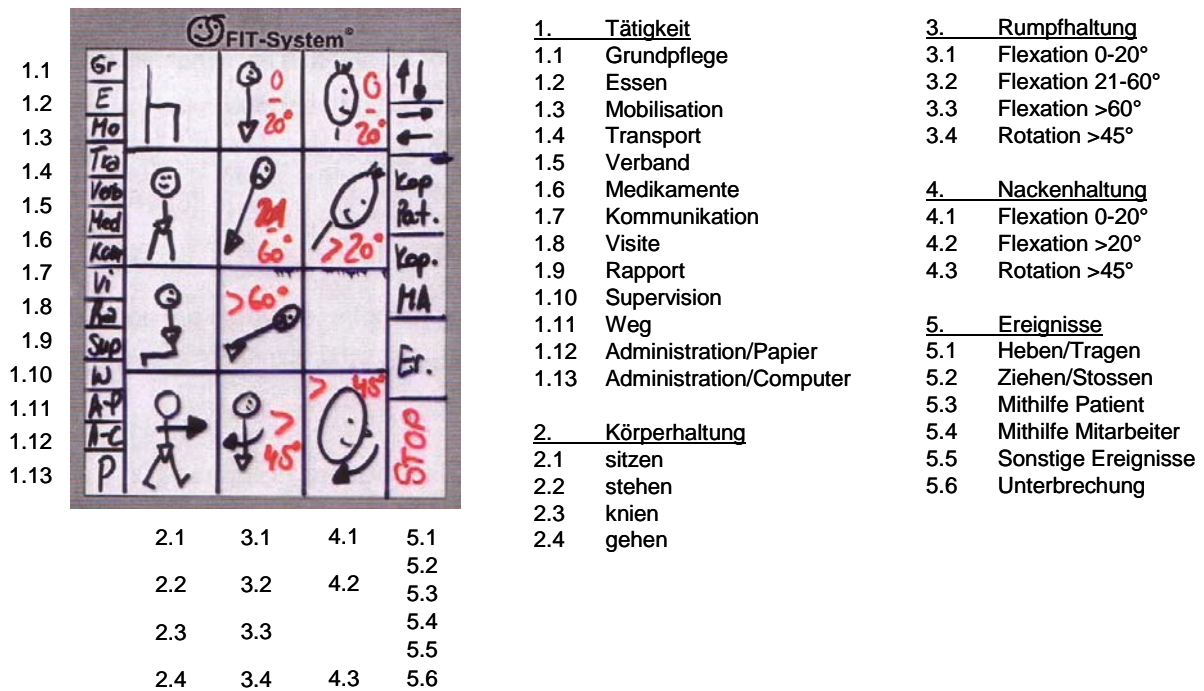 FIT-System®
1.1
1.2
1.3
1.4
1.5
1.6
1.7
1.8
1.9
1.10
1.11
1.12
1.13
Gr
E
Mo
Tra
Verb
Med
Kom
Vi
Ra
Sup
W
A-P
A-C
P
0
-
20°
21
-
60°
>60°
>
45°
0
-
20°
>20°
> 45°
Kop
Pat.
Kop.
MA
Er.
STOP
2.1 3.1 4.1 5.1
5.2
2.2 3.2 4.2
5.3
5.4
2.3 3.3
5.5
2.4 3.4 4.3 5.6
1. Tätigkeit
1.1 Grundpflege
1.2 Essen
1.3 Mobilisation
1.4 Transport
1.5 Verband
1.6 Medikamente
1.7 Kommunikation
1.8 Visite
1.9 Rapport
1.10 Supervision
1.11 Weg
1.12 Administration/Papier
1.13 Administration/Computer
2. Körperhaltung
2.1 sitzen
2.2 stehen
2.3 knien
2.4 gehen
3. Rumpfhaltung
3.1 Flexation 0-20°
3.2 Flexation 21-60°
3.3 Flexation >60°
3.4 Rotation >45°
4. Nackenhaltung
4.1 Flexation 0-20°
4.2 Flexation >20°
4.3 Rotation >45°
5. Ereignisse
5.1 Heben/Tragen
5.2 Ziehen/Stossen
5.3 Mithilfe Patient
5.4 Mithilfe Mitarbeiter
5.5 Sonstige Ereignisse
5.6 Unterbrechung